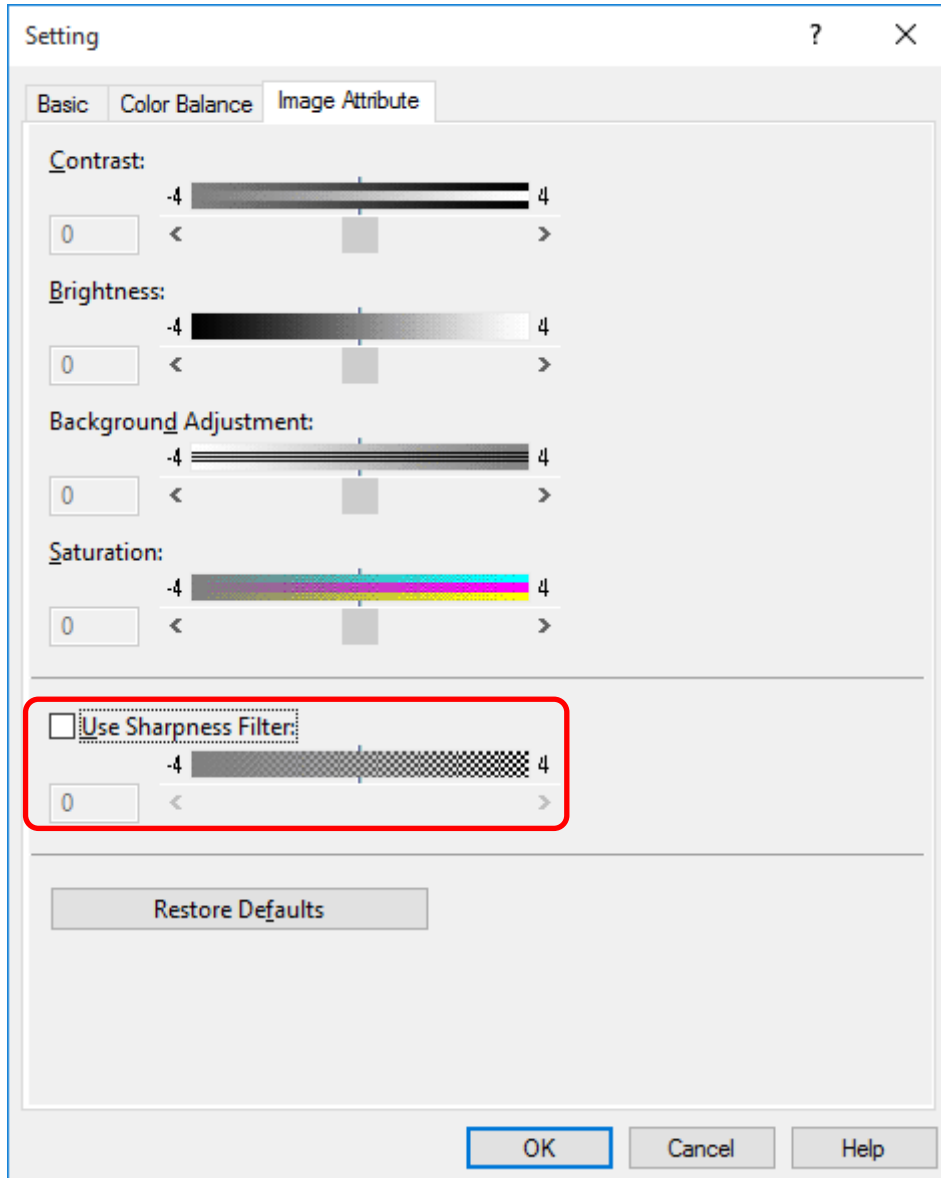 Setting ?
Basic Color Balance Image Attribute
Contrast:
-4 4
0
Brightness:
-4 4
0
Background Adjustment:
-4 4
0
Saturation:
-4 4
0
Use Sharpness Filter:
-4 4
0
Restore Defaults
OK Cancel Help